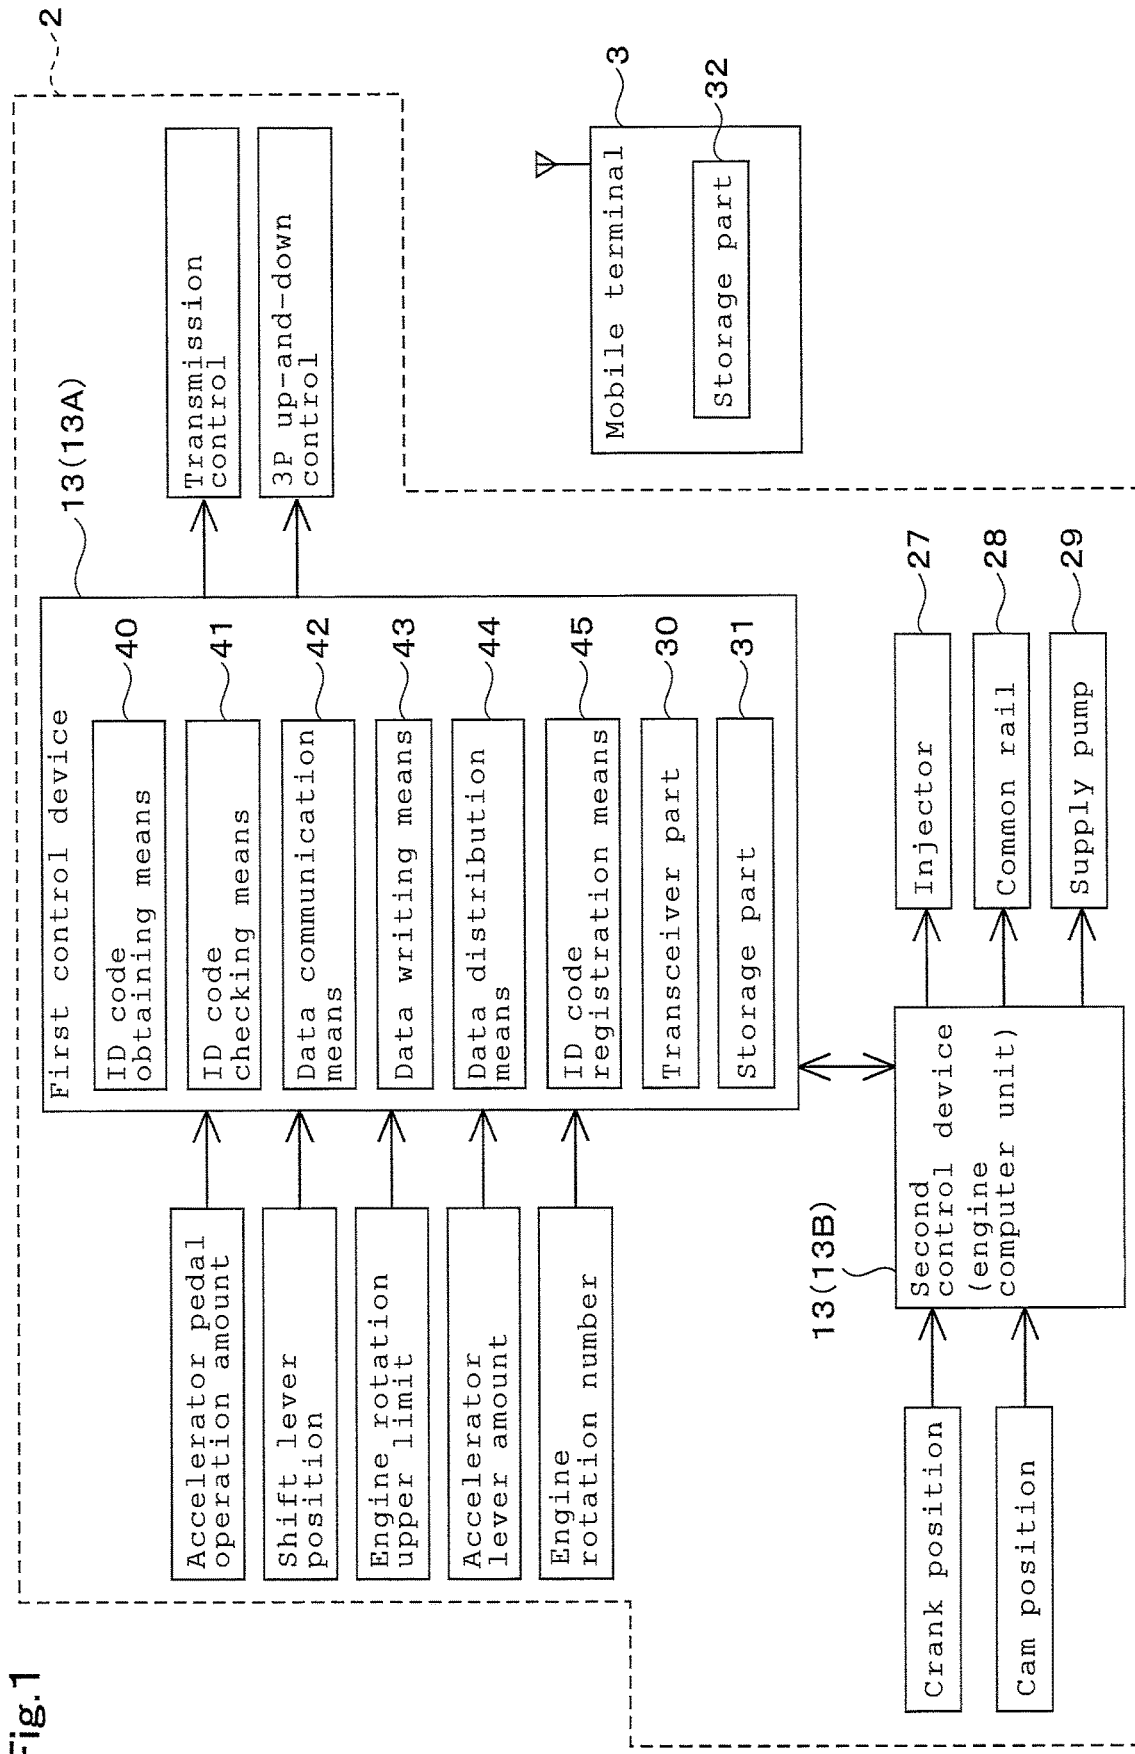 Fig.1
2
First control device
13(13A)
Accelerator pedal
operation amount
Shift lever
position
Engine rotation
upper limit
Accelerator
lever amount
Engine
rotation number
ID code
obtaining means
40
ID code
checking means
41
Data communication
means
42
Data writing means
43
Data distribution
means
44
ID code
registration means
45
Transceiver part
30
Storage part
31
Transmission
control
3P up-and-down
control
Mobile terminal
3
Storage part
32
13(13B)
Second
control device
(engine
computer unit)
Crank position
Cam position
Injector
27
Common rail
28
Supply pump
29